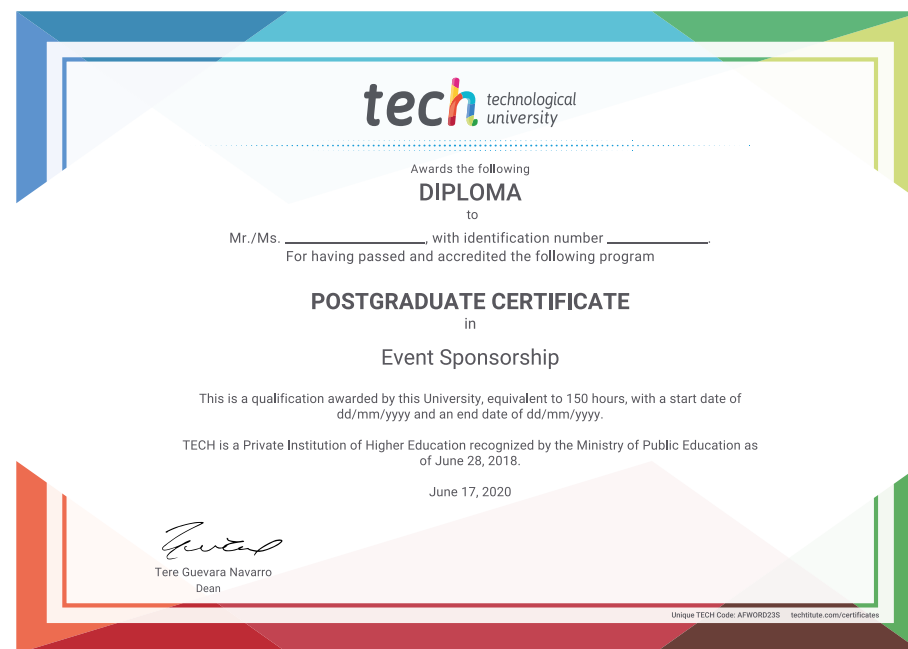 tech technological
university
Awards the following
DIPLOMA
to
Mr./Ms. ____________________, with identification number ______________.
For having passed and accredited the following program
POSTGRADUATE CERTIFICATE
in
Event Sponsorship
This is a qualification awarded by this University, equivalent to 150 hours, with a start date of
dd/mm/yyyy and an end date of dd/mm/yyyy.
TECH is a Private Institution of Higher Education recognized by the Ministry of Public Education as
of June 28, 2018.
June 17, 2020
Tere Guevara Navarro
Dean
Unique TECH Code: AFWORD23S techtitute.com/certificates